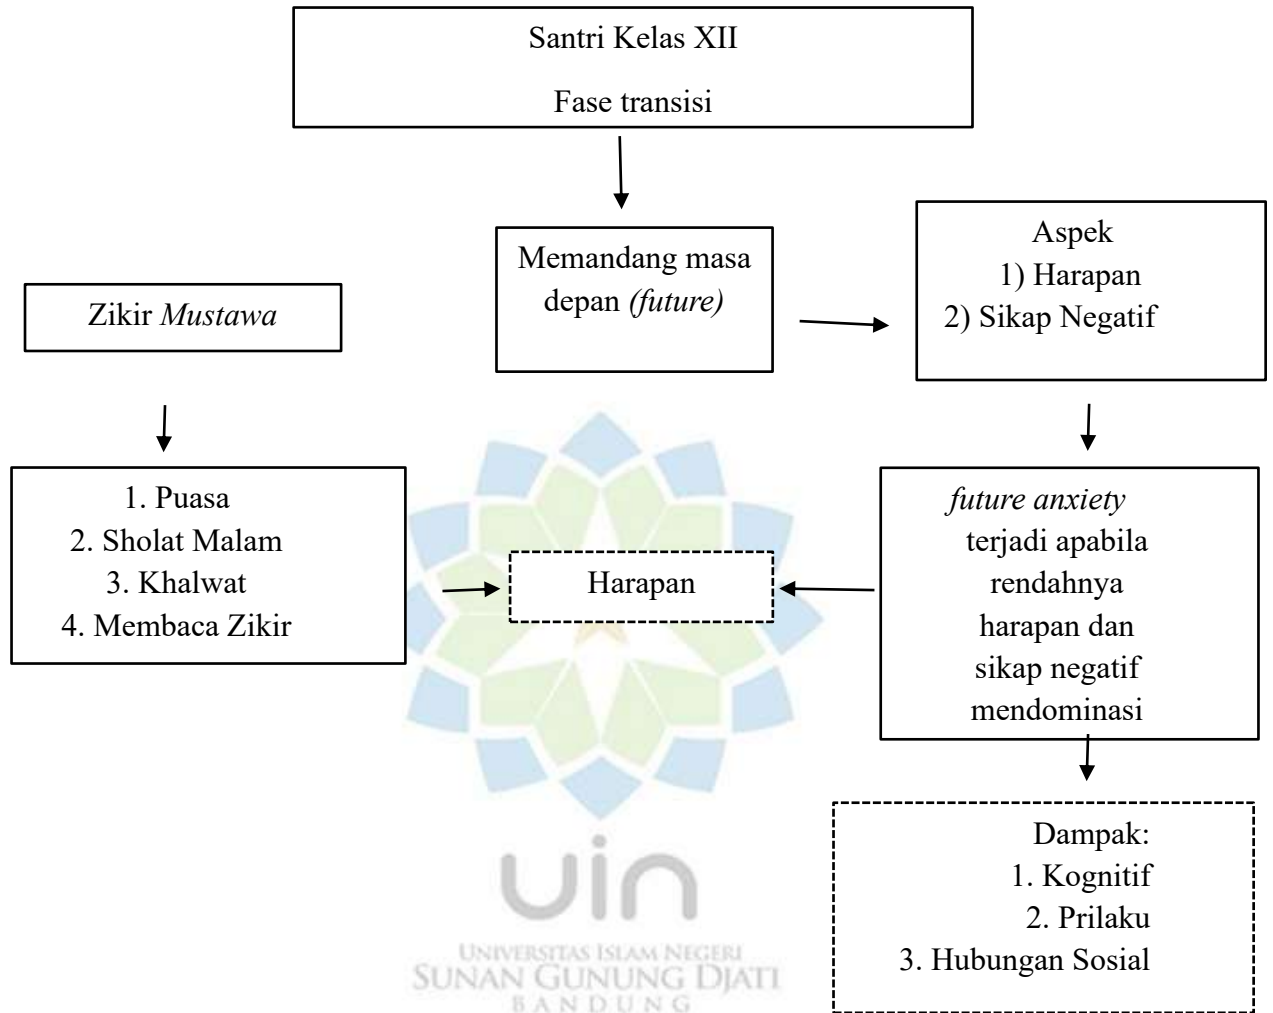 Santri Kelas XII
Fase transisi
Memandang masa
depan (future)
Aspek
1) Harapan
2) Sikap Negatif
Zikir Mustawa
1. Puasa
2. Sholat Malam
3. Khalwat
4. Membaca Zikir
Harapan
future anxiety
terjadi apabila
rendahnya
harapan dan
sikap negatif
mendominasi
Dampak:
1. Kognitif
2. Prilaku
3. Hubungan Sosial
uin
UNIVERSITAS ISLAM NEGERI
SUNAN GUNUNG DJATI
BANDUNG